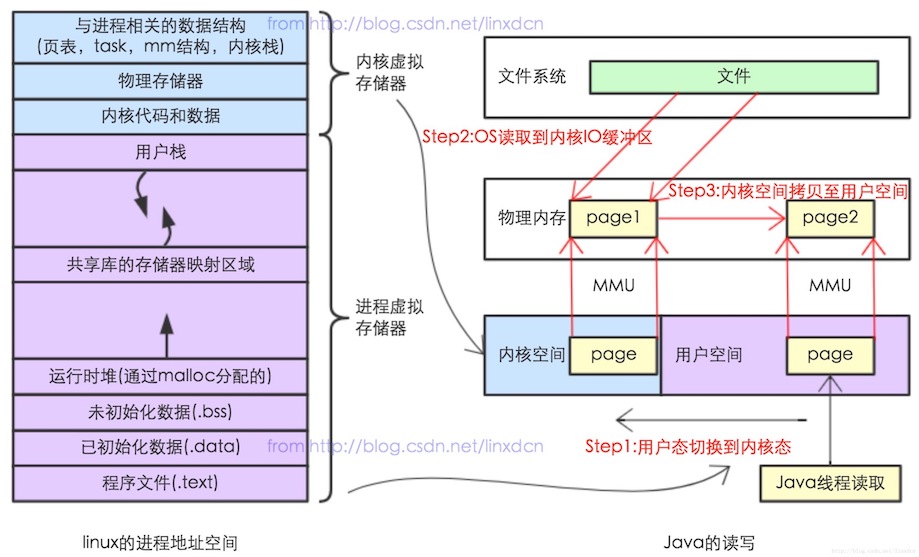 与进程相关的数据结构
(页表，task，mm结构，内核栈)
物理存储器
内核代码和数据
用户栈
共享库的存储器映射区域
运行时堆(通过malloc分配的)
未初始化数据(.bss)
已初始化数据(.data)
程序文件(.text)
linux的进程地址空间
from:http://blog.csdn.net/linxdcn
内核虚拟
存储器
进程虚拟
存储器
from:http://blog.csdn.net/linxdcn
文件系统
文件
Step2:OS读取到内核IO缓冲区
Step3:内核空间拷贝至用户空间
物理内存
page1
page2
MMU
MMU
内核空间
page
用户空间
page
Step1:用户态切换到内核态
Java线程读取
Java的读写